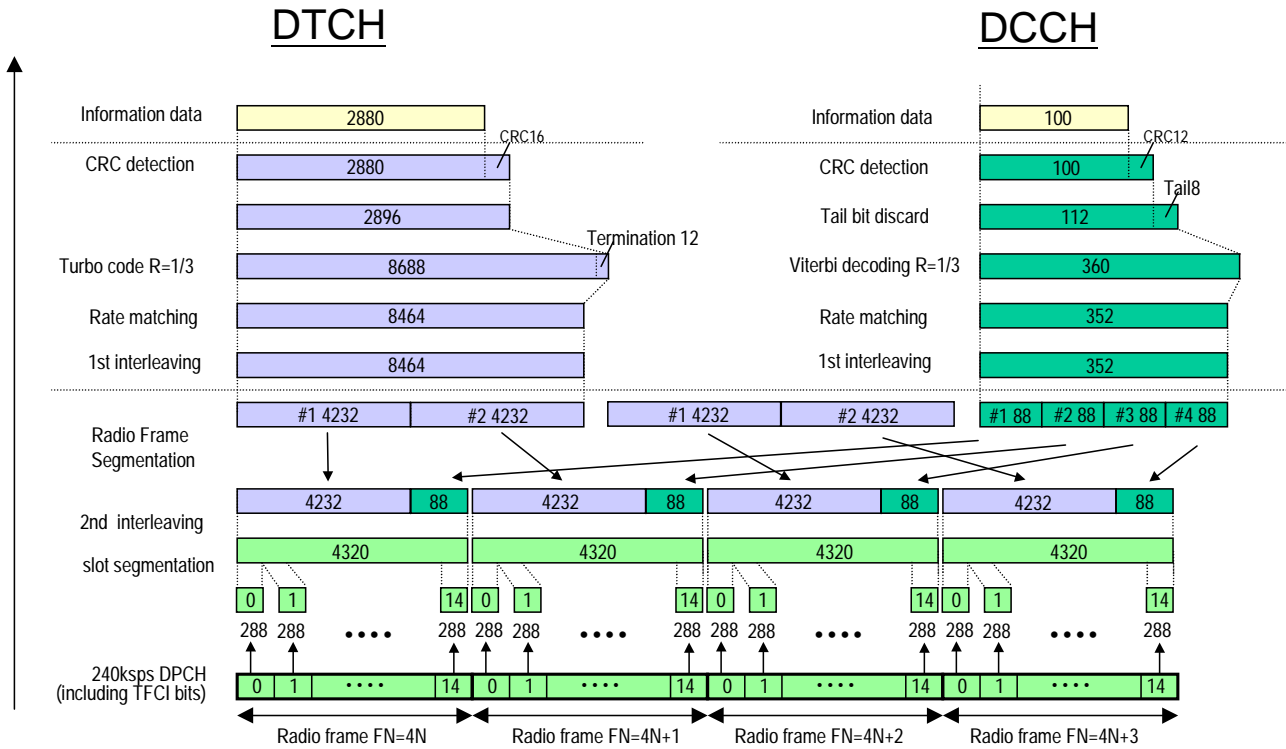 DTCH DCCH
Information data 2880 Information data 100
CRC16 CRC12
CRC detection 2880 CRC detection 100
Tail8
2896 Tail bit discard 112
Termination 12
Turbo code R=1/3 8688 Viterbi decoding R=1/3 360
Rate matching 8464 Rate matching 352
1st interleaving 8464 1st interleaving 352
#1 4232 #2 4232 #1 4232 #2 4232 #1 88 #2 88 #3 88 #4 88
Radio Frame
Segmentation
4232 88 4232 88 4232 88 4232 88
2nd interleaving
4320 4320 4320 4320
slot segmentation
0 1 14 0 1 14 0 1 14 0 1 14
288 288 •••• 288 288 288 •••• 288 288 288 •••• 288 288 288 •••• 288
240ksps DPCH
(including TFCI bits)
0 1 •••• 14 0 1 •••• 14 0 1 •••• 14 0 1 •••• 14
Radio frame FN=4N Radio frame FN=4N+1 Radio frame FN=4N+2 Radio frame FN=4N+3